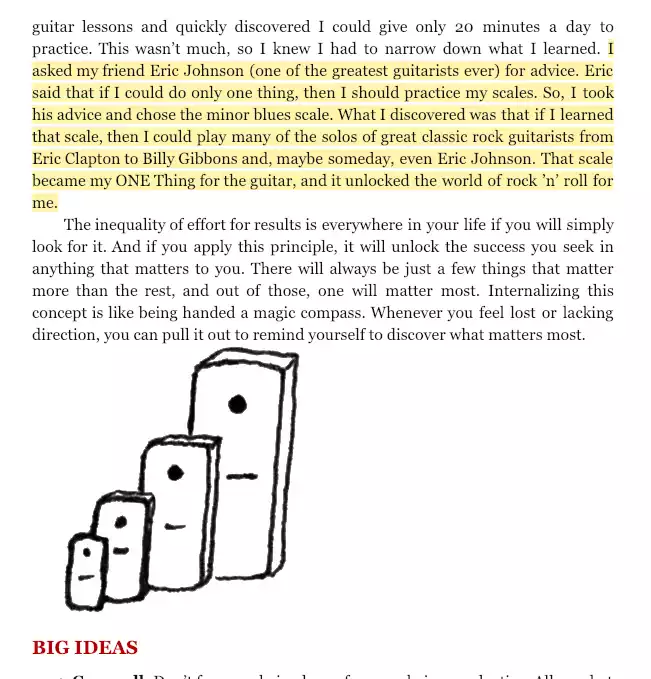 guitar lessons and quickly discovered I could give only 20 minutes a day to
practice. This wasn’t much, so I knew I had to narrow down what I learned. I
asked my friend Eric Johnson (one of the greatest guitarists ever) for advice. Eric
said that if I could do only one thing, then I should practice my scales. So, I took
his advice and chose the minor blues scale. What I discovered was that if I learned
that scale, then I could play many of the solos of great classic rock guitarists from
Eric Clapton to Billy Gibbons and, maybe someday, even Eric Johnson. That scale
became my ONE Thing for the guitar, and it unlocked the world of rock ’n’ roll for
me.
The inequality of effort for results is everywhere in your life if you will simply
look for it. And if you apply this principle, it will unlock the success you seek in
anything that matters to you. There will always be just a few things that matter
more than the rest, and out of those, one will matter most. Internalizing this
concept is like being handed a magic compass. Whenever you feel lost or lacking
direction, you can pull it out to remind yourself to discover what matters most.
BIG IDEAS